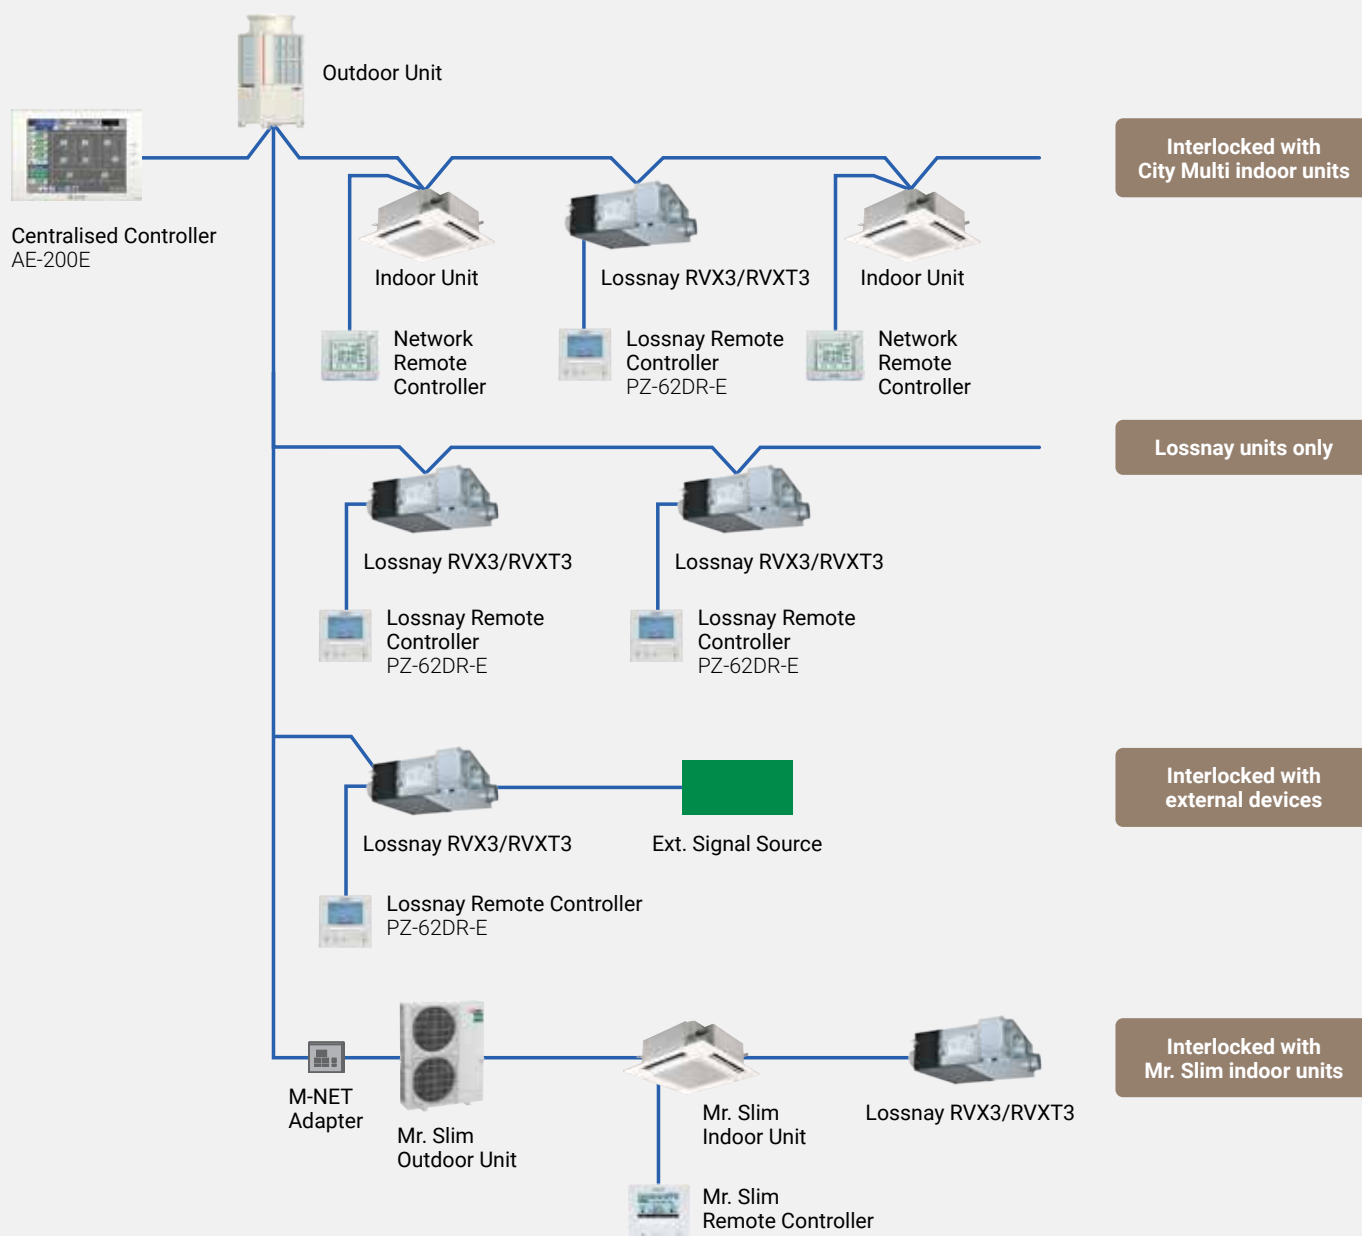 Outdoor Unit
Centralised Controller
AE-200E
Interlocked with
City Multi indoor units
Indoor Unit
Lossnay RVX3/RVXT3
Indoor Unit
Network
Remote
Controller
Lossnay Remote
Controller
PZ-62DR-E
Network
Remote
Controller
Lossnay units only
Lossnay RVX3/RVXT3
Lossnay RVX3/RVXT3
Lossnay Remote
Controller
PZ-62DR-E
Lossnay Remote
Controller
PZ-62DR-E
Interlocked with
external devices
Lossnay RVX3/RVXT3
Ext. Signal Source
Lossnay Remote Controller
PZ-62DR-E
Interlocked with
Mr. Slim indoor units
M-NET
Adapter
Mr. Slim
Outdoor Unit
Mr. Slim
Indoor Unit
Lossnay RVX3/RVXT3
Mr. Slim
Remote Controller